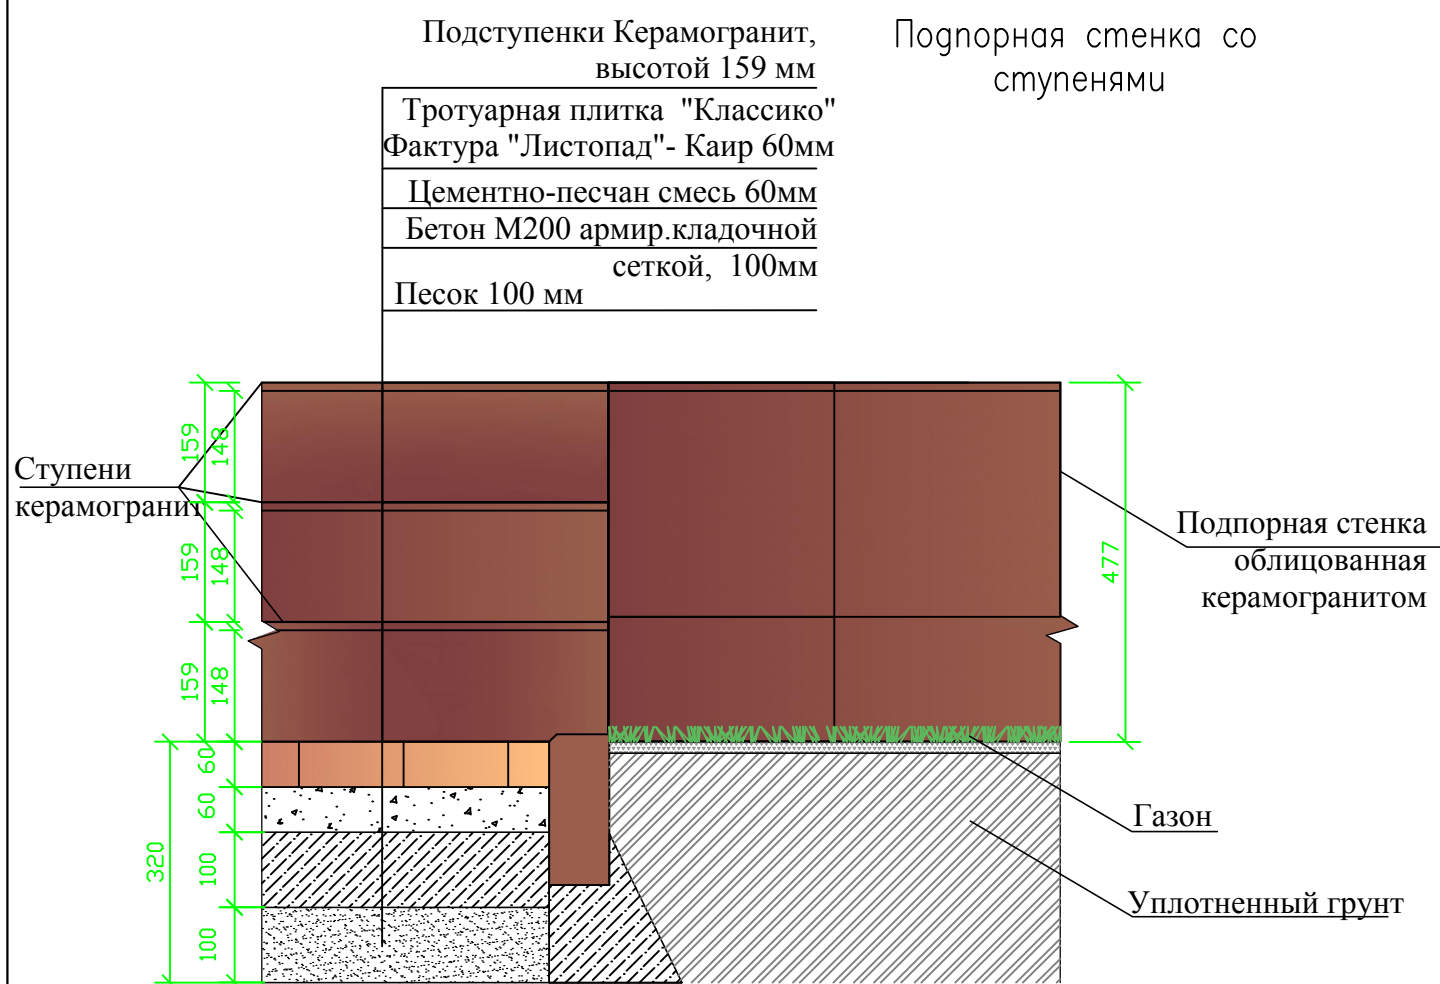 Подступенки Керамогранит,
высотой 159 мм
Подпорная стенка со
ступенями
Тротуарная плитка "Классико"
Фактура "Листопад"- Каир 60мм
Цементно-песчан смесь 60мм
Бетон М200 армир.кладочной
сеткой, 100мм
Песок 100 мм
Ступени
керамогранит
159
148
159
148
159
148
60
60
100
100
320
477
Подпорная стенка
облицованная
керамогранитом
Газон
Уплотненный грунт